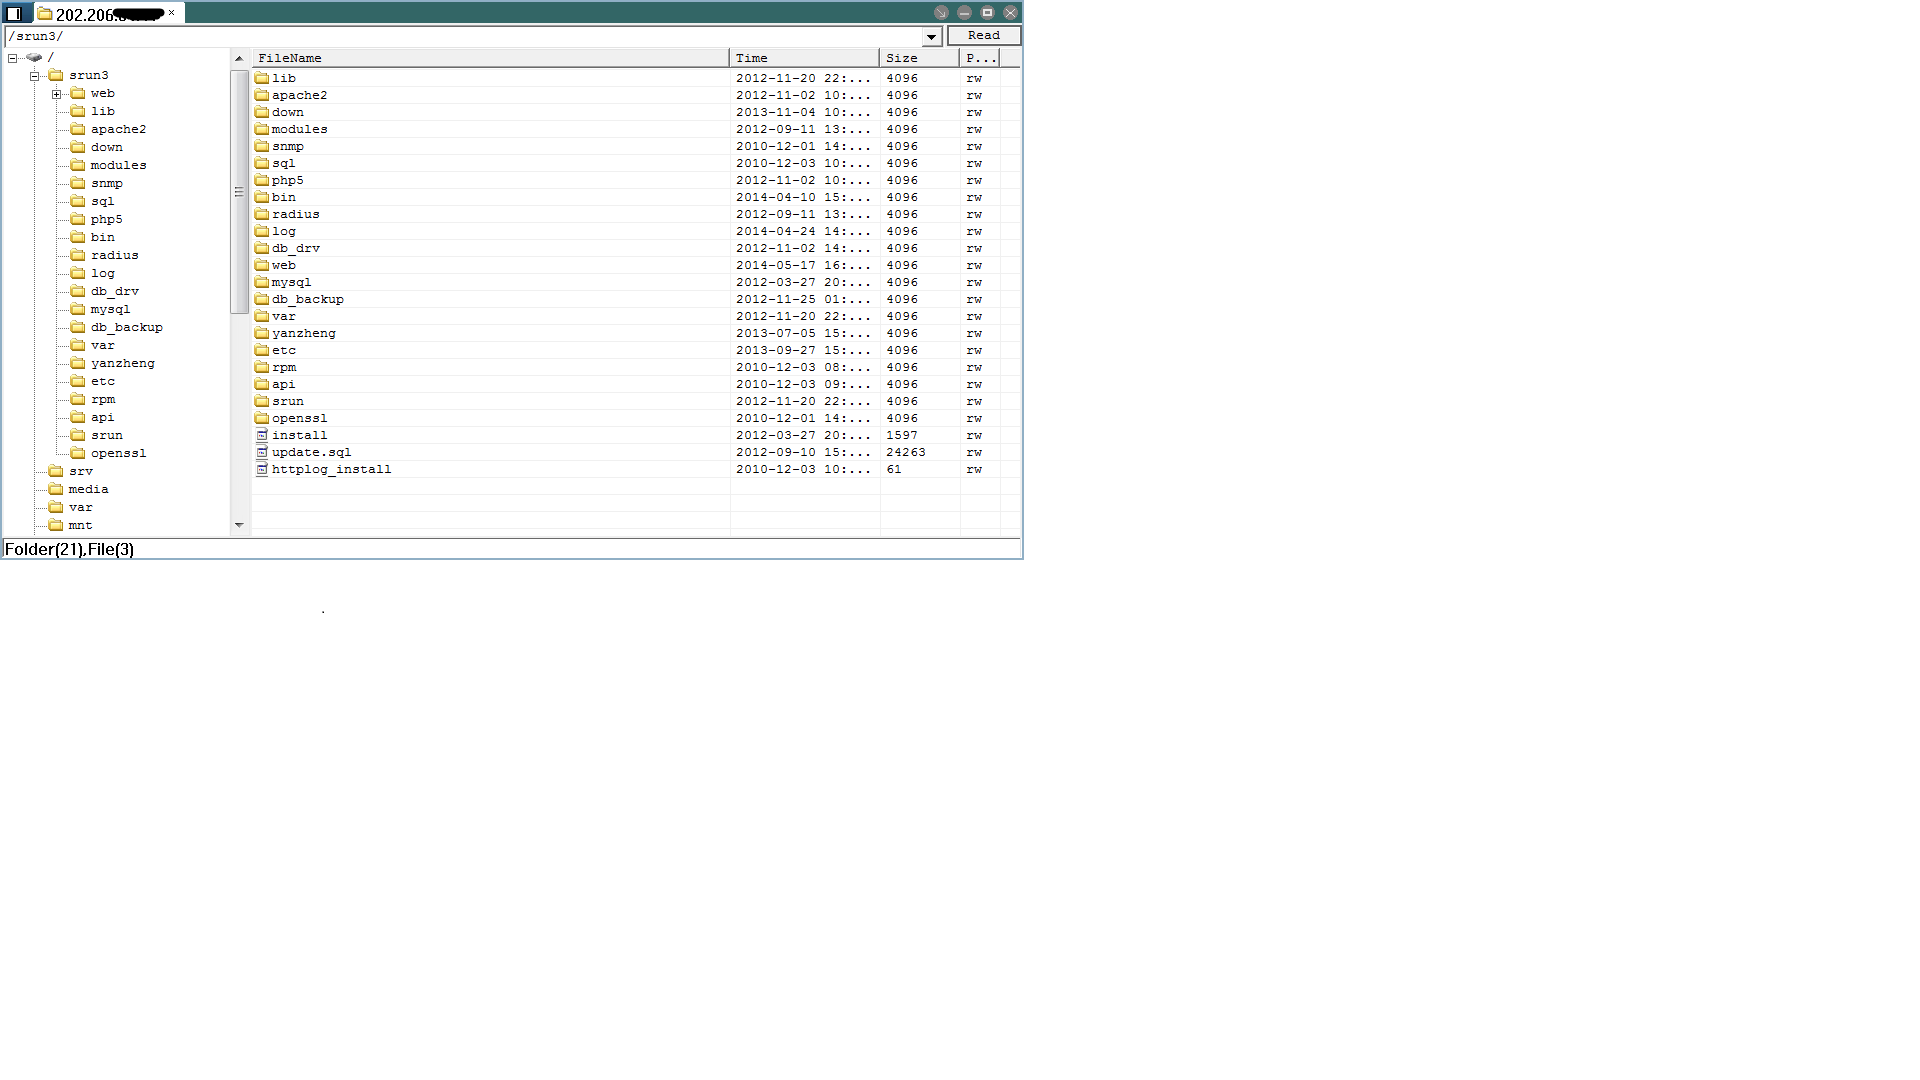 202.206.
/srun3/
Read
/
srun3
web
lib
apache2
down
modules
snmp
sql
php5
bin
radius
log
db_drv
mysql
db_backup
var
yanzheng
etc
rpm
api
srun
openssl
srv
media
var
mnt
FileName Time Size P...
lib 2012-11-20 22:... 4096 rw
apache2 2012-11-02 10:... 4096 rw
down 2013-11-04 10:... 4096 rw
modules 2012-09-11 13:... 4096 rw
snmp 2010-12-01 14:... 4096 rw
sql 2010-12-03 10:... 4096 rw
php5 2012-11-02 10:... 4096 rw
bin 2014-04-10 15:... 4096 rw
radius 2012-09-11 13:... 4096 rw
log 2014-04-24 14:... 4096 rw
db_drv 2012-11-02 14:... 4096 rw
web 2014-05-17 16:... 4096 rw
mysql 2012-03-27 20:... 4096 rw
db_backup 2012-11-25 01:... 4096 rw
var 2012-11-20 22:... 4096 rw
yanzheng 2013-07-05 15:... 4096 rw
etc 2013-09-27 15:... 4096 rw
rpm 2010-12-03 08:... 4096 rw
api 2010-12-03 09:... 4096 rw
srun 2012-11-20 22:... 4096 rw
openssl 2010-12-01 14:... 4096 rw
install 2012-03-27 20:... 1597 rw
update.sql 2012-09-10 15:... 24263 rw
httplog_install 2010-12-03 10:... 61 rw
Folder(21),File(3)